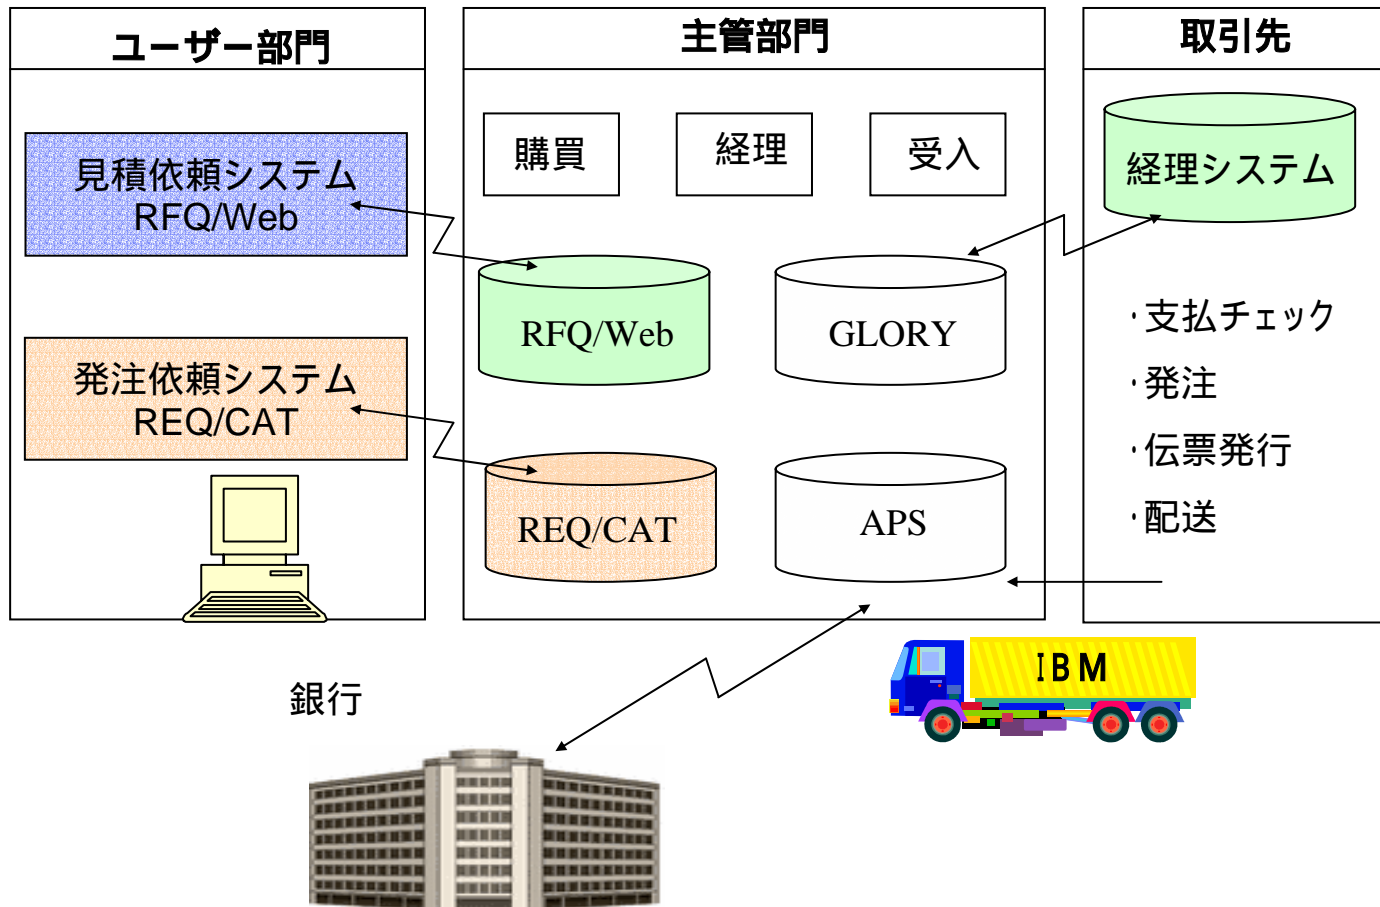 ユーザー部門
見積依頼システム
RFQ/Web
発注依頼システム
REQ/CAT
主管部門
購買
経理
受入
RFQ/Web
GLORY
REQ/CAT
APS
取引先
経理システム
・支払チェック
・発注
・伝票発行
・配送
銀行
IBM